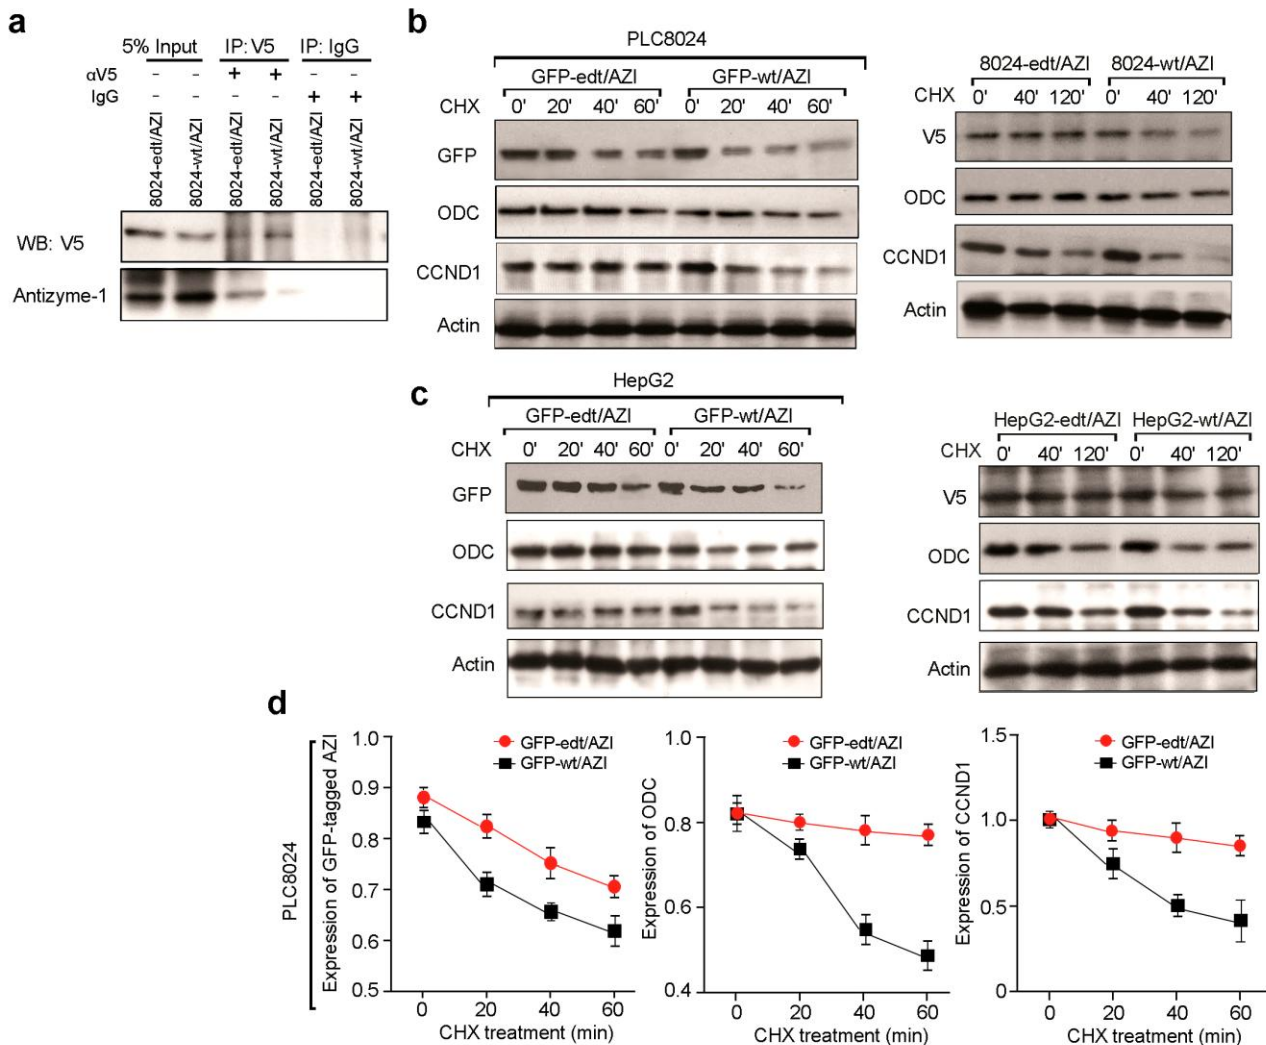 a
5% Input IP: V5 IP: IgG
αV5 - - + + - -
IgG - - - - + +
8024-edt/AZI 8024-wt/AZI 8024-edt/AZI 8024-wt/AZI 8024-edt/AZI 8024-wt/AZI
WB: V5
Antizyme-1
b
PLC8024
GFP-edt/AZI GFP-wt/AZI
CHX 0' 20' 40' 60' 0' 20' 40' 60'
GFP
ODC
CCND1
Actin
8024-edt/AZI 8024-wt/AZI
CHX 0' 40' 120' 0' 40' 120'
V5
ODC
CCND1
Actin
c
HepG2
GFP-edt/AZI GFP-wt/AZI
CHX 0' 20' 40' 60' 0' 20' 40' 60'
GFP
ODC
CCND1
Actin
HepG2-edt/AZI HepG2-wt/AZI
CHX 0' 40' 120' 0' 40' 120'
V5
ODC
CCND1
Actin
d
PLC8024
Expression of GFP-tagged AZI
1.0
0.9
0.8
0.7
0.6
0.5
GFP-edt/AZI
GFP-wt/AZI
0 20 40 60
CHX treatment (min)
Expression of ODC
1.0
0.8
0.6
0.4
GFP-edt/AZI
GFP-wt/AZI
0 20 40 60
CHX treatment (min)
Expression of CCND1
1.5
1.0
0.5
0
GFP-edt/AZI
GFP-wt/AZI
0 20 40 60
CHX treatment (min)